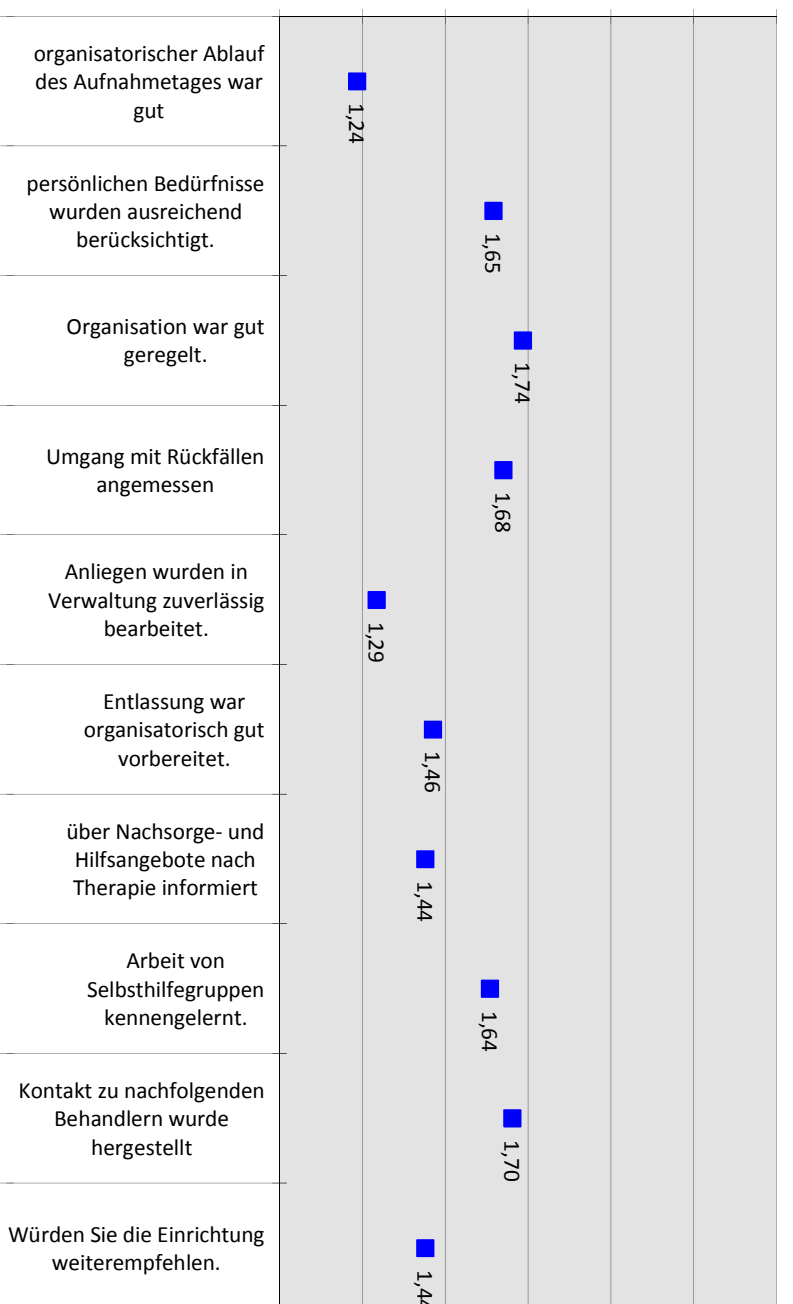 organisatorischer Ablauf
des Aufnahmetages war
gut
1,24
persönlichen Bedürfnisse
wurden ausreichend
berücksichtigt.
1,65
Organisation war gut
geregelt.
1,74
Umgang mit Rückfällen
angemessen
1,68
Anliegen wurden in
Verwaltung zuverlässig
bearbeitet.
1,29
Entlassung war
organisatorisch gut
vorbereitet.
1,46
über Nachsorge- und
Hilfsangebote nach
Therapie informiert
1,44
Arbeit von
Selbsthilfegruppen
kennengelernt.
1,64
Kontakt zu nachfolgenden
Behandlern wurde
hergestellt
1,70
Würden Sie die Einrichtung
weiterempfehlen.
1,44